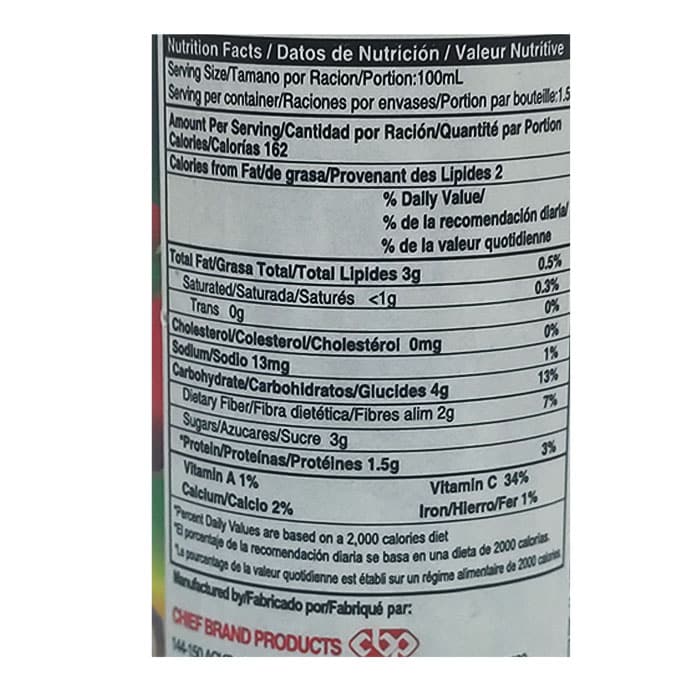 Nutrition Facts / Datos de Nutrición / Valeur Nutritive
Serving Size/Tamano por Racion/Portion:100mL
Serving per container/Raciones por envases/Portion par bouteille:1.5
Amount Per Serving/Cantidad por Ración/Quantité par Portion
Calories/Calorías 162
Calories from Fat/de grasa/Provenant des Lipides 2
% Daily Value/
% de la recomendación diaria/
% de la valeur quotidienne
Total Fat/Grasa Total/Total Lipides 3g 0.5%
Saturated/Saturada/Saturés <1g 0.3%
Trans 0g 0%
Cholesterol/Colesterol/Cholestérol 0mg 0%
Sodium/Sodio 13mg 1%
Carbohydrate/Carbohidratos/Glucides 4g 13%
Dietary Fiber/Fibra dietética/Fibres alim 2g 7%
Sugars/Azucares/Sucre 3g
*Protein/Proteínas/Protéines 1.5g 3%
Vitamin A 1% Vitamin C 34%
Calcium/Calcio 2% Iron/Hierro/Fer 1%
*Percent Daily Values are based on a 2,000 calories diet
*El porcentaje de la recomendación diaria se basa en una dieta de 2000 calorias.
*Le pourcentage de la valeur quotidienne est établi sur un régime alimentaire de 2000 calories
Manufactured by/Fabricado por/Fabriqué par:
CHIEF BRAND PRODUCTS cbp
144-150